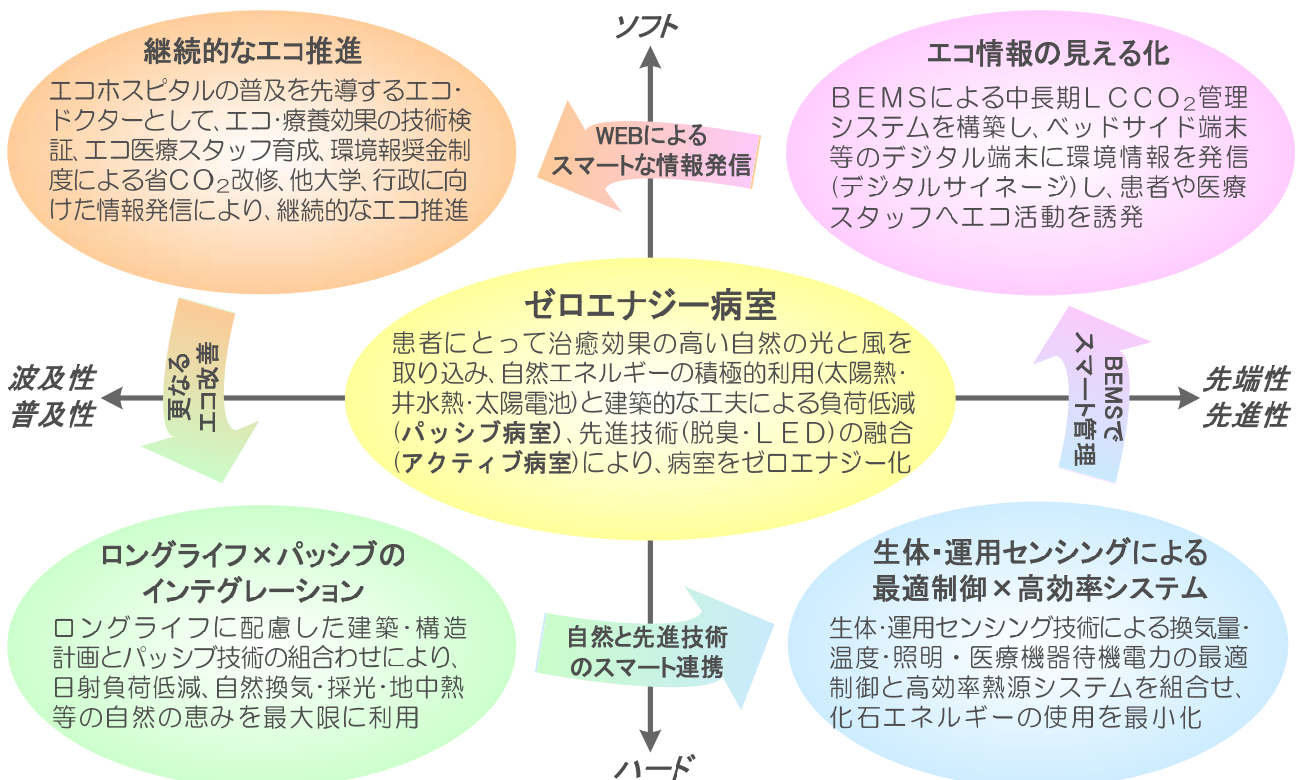 ソフト
継続的なエコ推進
エコホスピタルの普及を先導するエコ・
ドクターとして、エコ・療養効果の技術検
証、エコ医療スタッフ育成、環境報奨金制
度による省CO₂改修、他大学、行政に向
けた情報発信により、継続的なエコ推進
WEBによる
スマートな情報発信
エコ情報の見える化
BEMSによる中長期LCCO₂管理
システムを構築し、ベッドサイド端末
等のデジタル端末に環境情報を発信
(デジタルサイネージ)し、患者や医療
スタッフへエコ活動を誘発
ゼロエナジー病室
患者にとって治癒効果の高い自然の光と風を
取り込み、自然エネルギーの積極的利用(太陽熱・
井水熱・太陽電池)と建築的な工夫による負荷低減
(パッシブ病室)、先進技術(脱臭・LED)の融合
(アクティブ病室)により、病室をゼロエナジー化
更なる
エコ改善
波及性
普及性
BEMSで
スマート管理
先端性
先進性
ロングライフ×パッシブの
インテグレーション
ロングライフに配慮した建築・構造
計画とパッシブ技術の組合わせにより、
日射負荷低減、自然換気・採光・地中熱
等の自然の恵みを最大限に利用
自然と先進技術
のスマート連携
生体・運用センシングによる
最適制御×高効率システム
生体・運用センシング技術による換気量・
温度・照明・医療機器待機電力の最適
制御と高効率熱源システムを組合せ、
化石エネルギーの使用を最小化
ハード